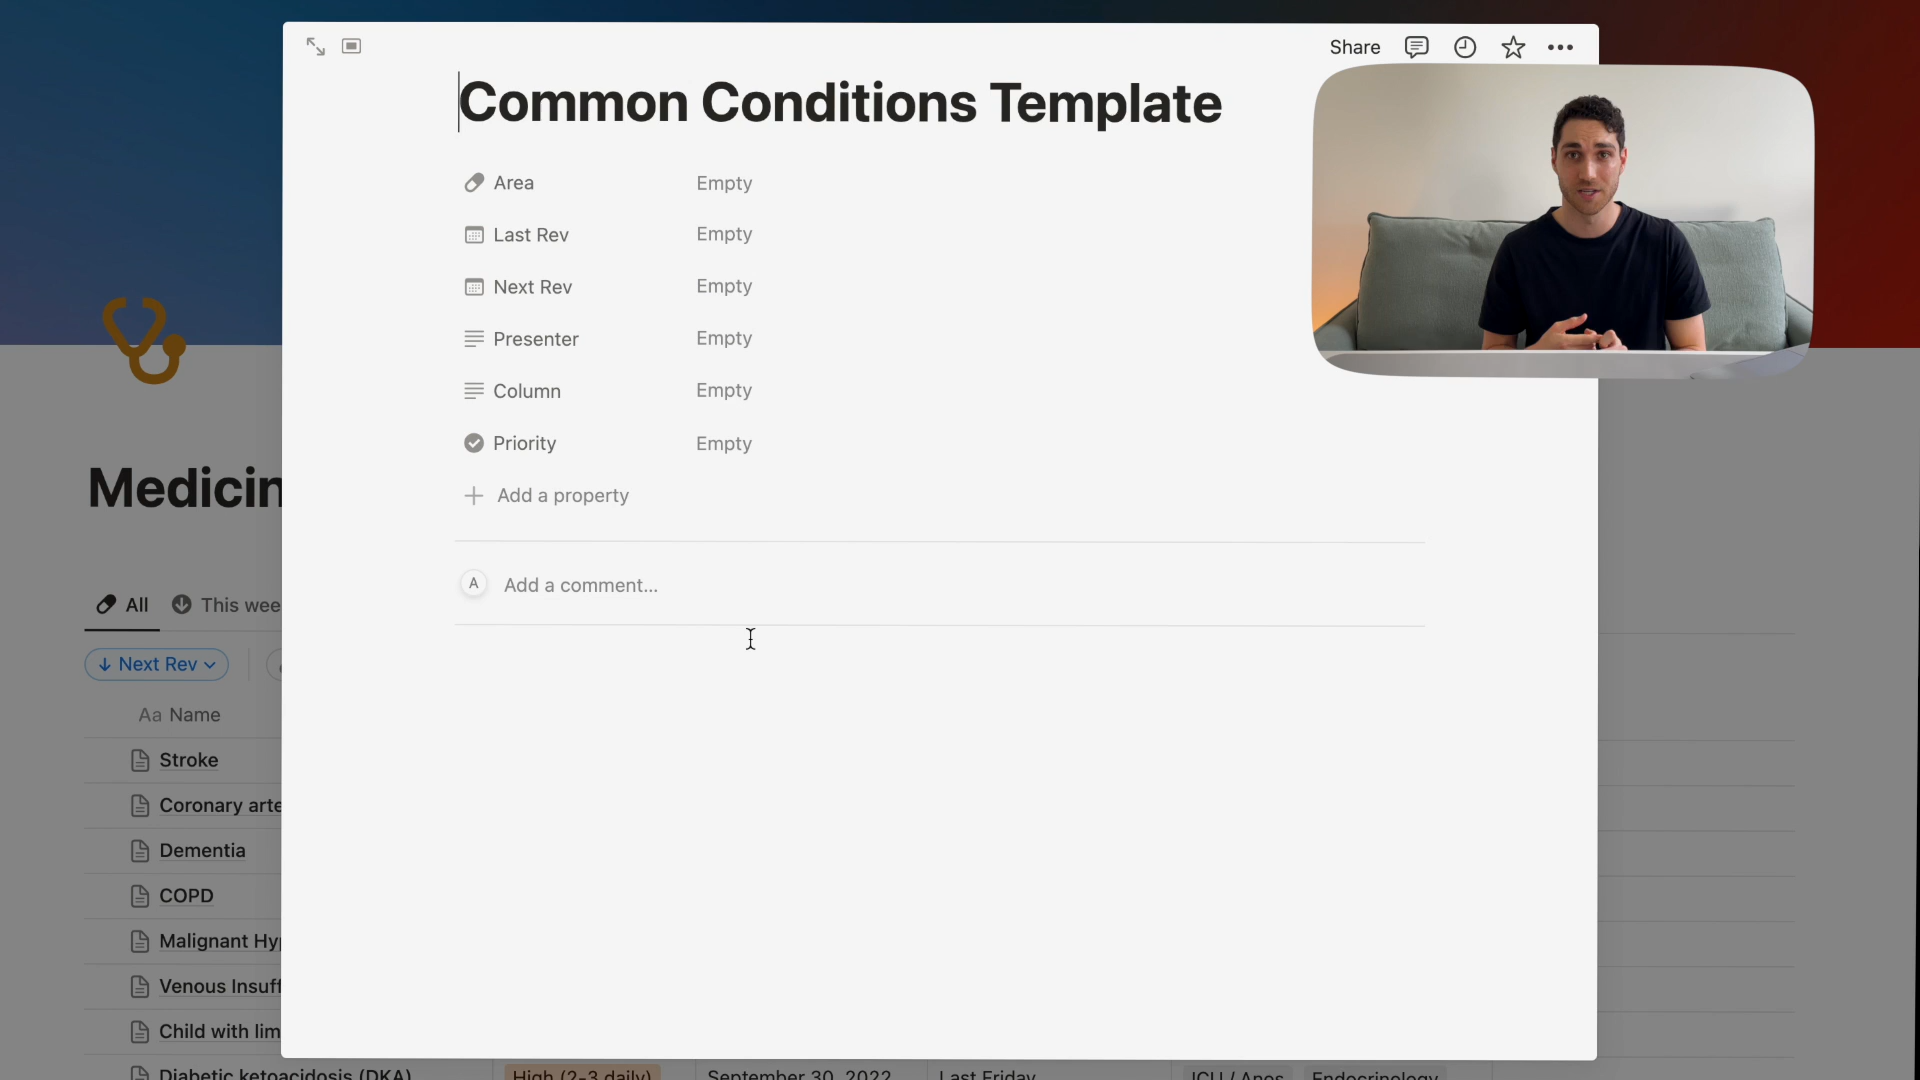 Share
Common Conditions Template
Area Empty
Last Rev Empty
Next Rev Empty
Presenter Empty
Column Empty
Priority Empty
Add a property
A Add a comment...
Medicin
All This wee
Next Rev
Aa Name
Stroke
Coronary arte
Dementia
COPD
Malignant Hy
Venous Insuff
Child with lim
Diabetic ketoacidosis (DKA) High (2-3 daily) September 30, 2022 Last Friday ICU / Anos Endocrinology